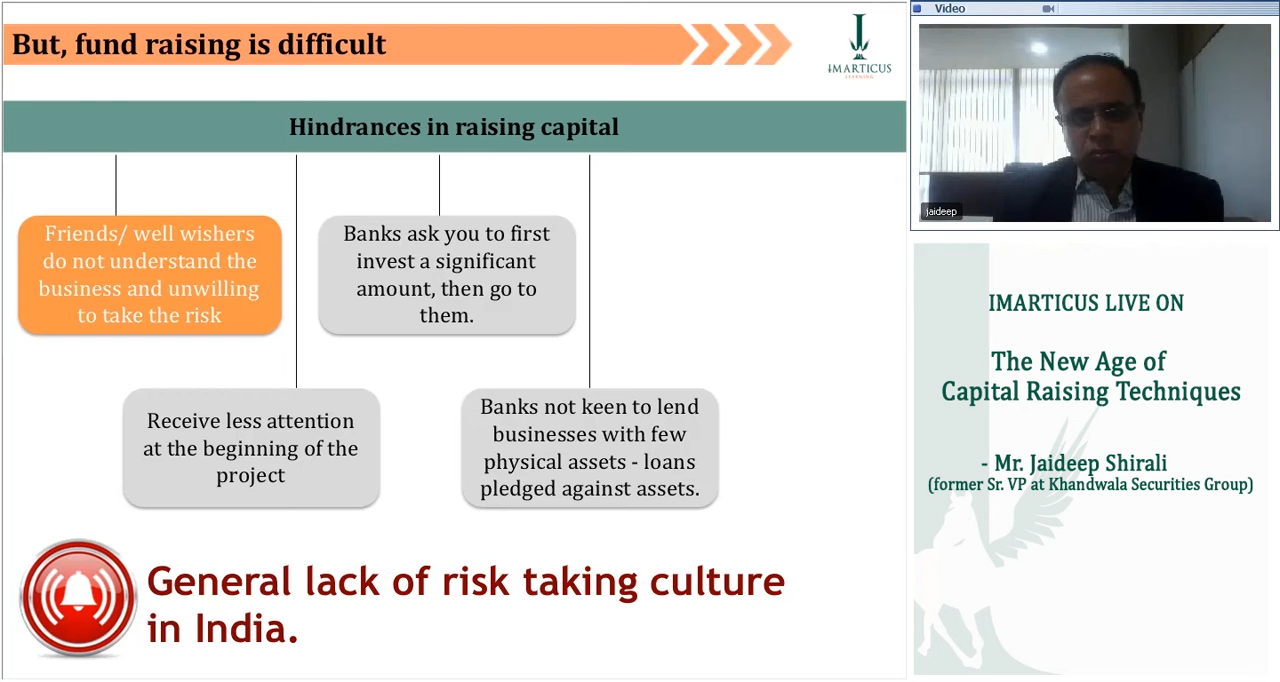 But, fund raising is difficult
IMARTICUS
LEARNING
Hindrances in raising capital
Friends/ well wishers
do not understand the
business and unwilling
to take the risk
Banks ask you to first
invest a significant
amount, then go to
them.
Receive less attention
at the beginning of the
project
Banks not keen to lend
businesses with few
physical assets - loans
pledged against assets.
General lack of risk taking culture
in India.
Video
jaideep
IMARTICUS LIVE ON
The New Age of
Capital Raising Techniques
- Mr. Jaideep Shirali
(former Sr. VP at Khandwala Securities Group)